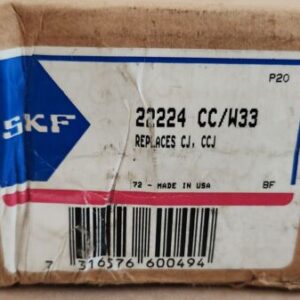 P20
SKF
22224 CC/W33
REPLACES CJ, CCJ
72 - MADE IN USA
BF
7 316576 600494